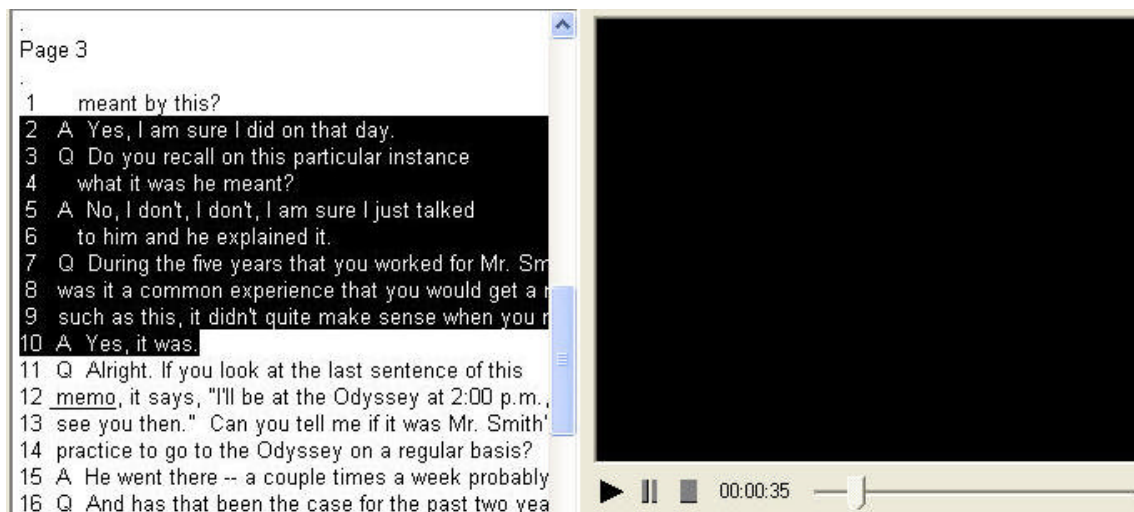 .
Page 3
.
1 meant by this?
2 A Yes, I am sure I did on that day.
3 Q Do you recall on this particular instance
4 what it was he meant?
5 A No, I don't, I don't, I am sure I just talked
6 to him and he explained it.
7 Q During the five years that you worked for Mr.
8 was it a common experience that you would get a
9 such as this, it didn't quite make sense when you
10 A Yes, it was.
11 Q Alright. If you look at the last sentence of this
12 memo, it says, "I'll be at the Odyssey at 2:00 p.m.,
13 see you then." Can you tell me if it was Mr. Smith'
14 practice to go to the Odyssey on a regular basis?
15 A He went there -- a couple times a week probably
16 Q And has that been the case for the past two
00:00:35